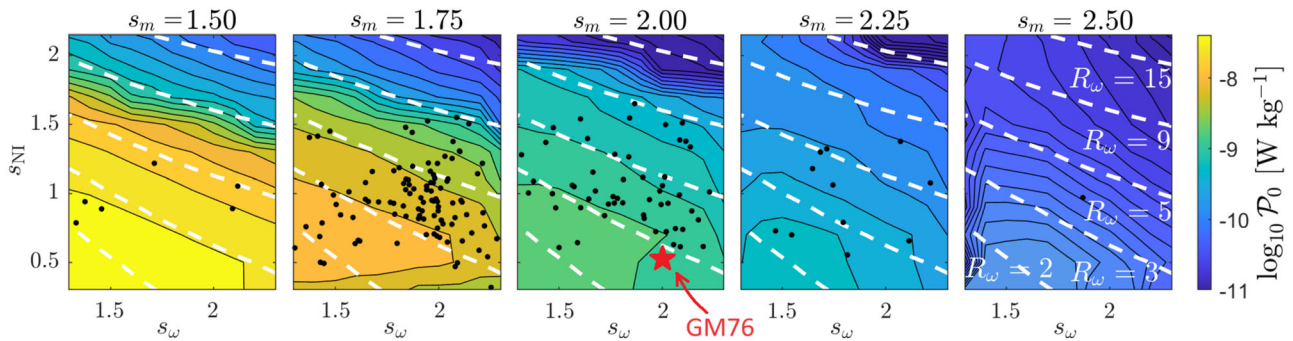 s_m = 1.50
s_m = 1.75
s_m = 2.00
s_m = 2.25
s_m = 2.50
s_NI
2
1.5
1
0.5
1.5 2
s_ω
1.5 2
s_ω
1.5 2
s_ω
1.5 2
s_ω
1.5 2
s_ω
R_ω = 15
R_ω = 9
R_ω = 5
R_ω = 2
R_ω = 3
GM76
-8
-9
-10
-11
log₁₀ 𝒫₀ [W kg⁻¹]